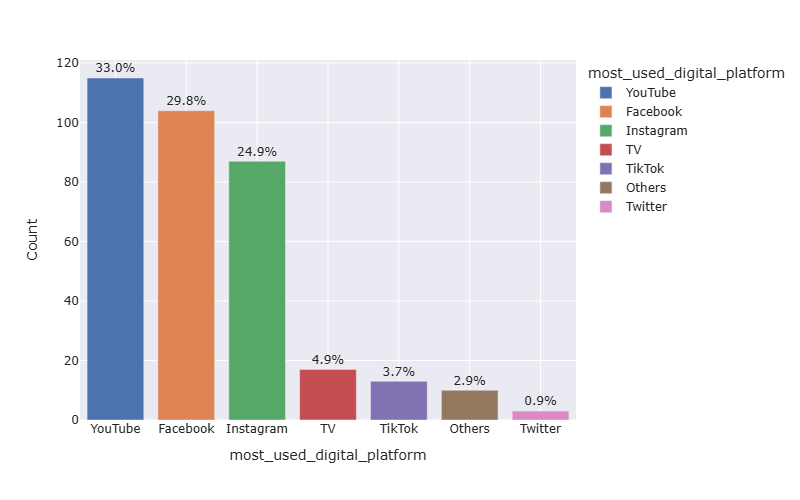 120
100
80
60
40
20
0
Count
33.0%
29.8%
24.9%
4.9%
3.7%
2.9%
0.9%
YouTube
Facebook
Instagram
TV
TikTok
Others
Twitter
most_used_digital_platform
most_used_digital_platform
YouTube
Facebook
Instagram
TV
TikTok
Others
Twitter